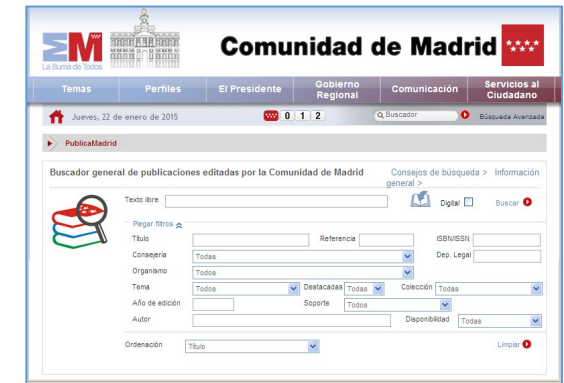 La Suma de Todos
Comunidad de Madrid
Temas Perfiles El Presidente Gobierno Regional Comunicación Servicios al Ciudadano
Jueves, 22 de enero de 2015 012 Buscador Búsqueda Avanzada
PublicaMadrid
Buscador general de publicaciones editadas por la Comunidad de Madrid Consejos de búsqueda > Información general >
Texto libre Digital Buscar
Plegar filtros
Título Referencia ISBN/ISSN
Consejería Todas Dep. Legal
Organismo Todos
Tema Todos Destacadas Todas Colección Todas
Año de edición Soporte Todos
Autor Disponibilidad Todas
Ordenación Título Limpiar